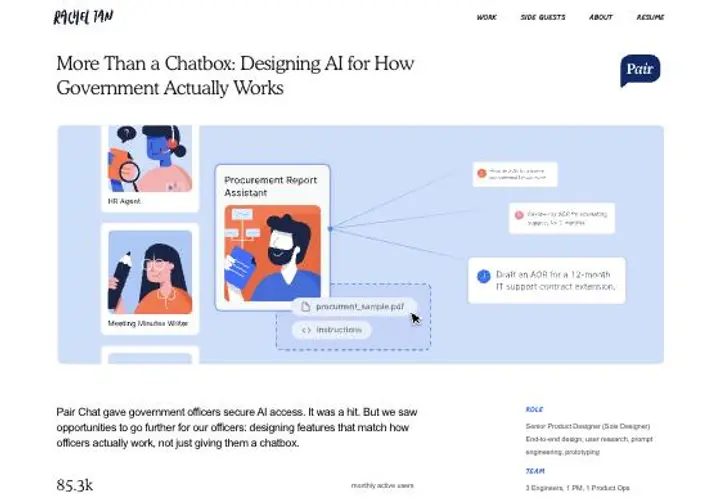 RACHEL TAN
WORK SIDE QUESTS ABOUT RESUME
More Than a Chatbox: Designing AI for How
Government Actually Works
Pair
HR Agent
Procurement Report
Assistant
Meeting Minutes Writer
procurment_sample.pdf
<> instructions
Draft an AOR for a 12-month
IT support contract extension.
Pair Chat gave government officers secure AI access. It was a hit. But we saw
opportunities to go further for our officers: designing features that match how
officers actually work, not just giving them a chatbox.
ROLE
Senior Product Designer (Sole Designer)
End-to-end design, user research, prompt
engineering, prototyping
TEAM
3 Engineers, 1 PM, 1 Product Ops
85.3k
monthly active users